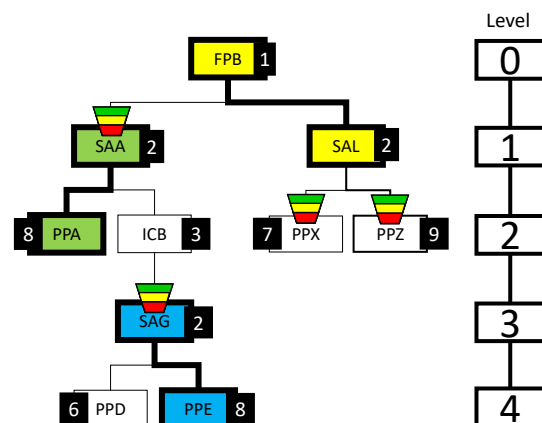 Level
FPB 1 0
SAA 2 SAL 2 1
8 PPA ICB 3 7 PPX PPZ 9 2
SAG 2 3
6 PPD PPE 8 4